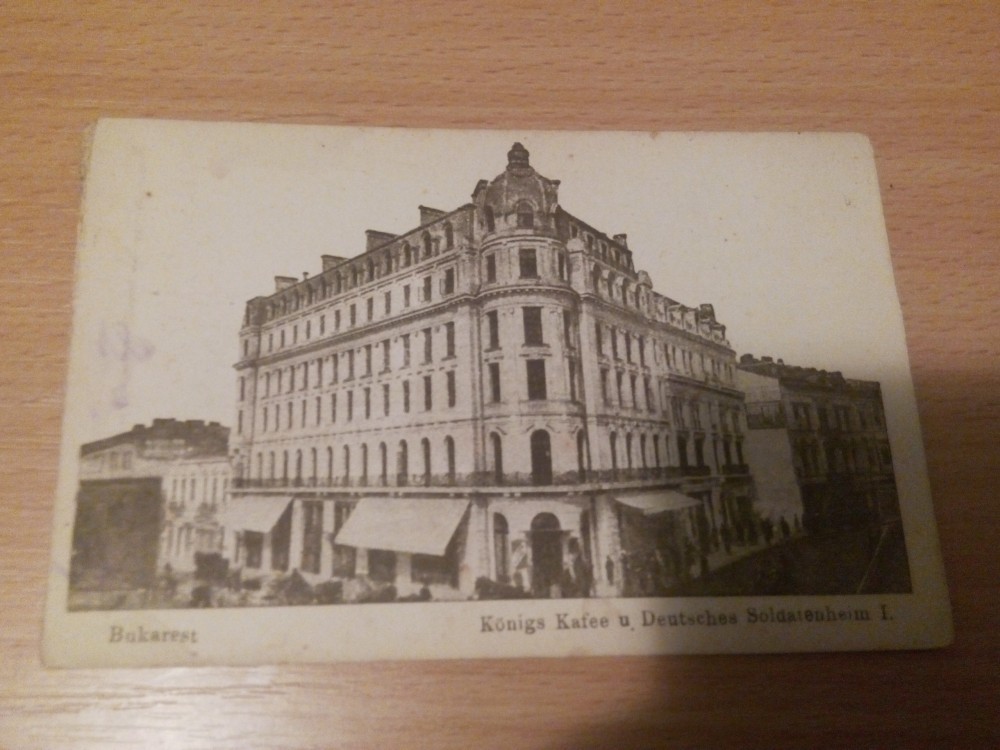 Bukarest
Königs Kafee u. Deutsches Soldatenheim I.